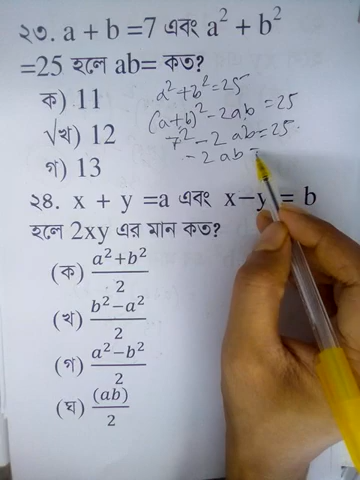 ২৩. a + b =7 এবং a² + b²
=25 হলে ab= কত?
ক) 11
√খ) 12
গ) 13
a²+b²=25
(a+b)²-2ab =25
7²-2ab=25.
-2ab=
২৪. x + y =a এবং x−y = b
হলে 2xy এর মান কত?
(ক) a²+b²/2
(খ) b²−a²/2
(গ) a²−b²/2
(ঘ) (ab)/2